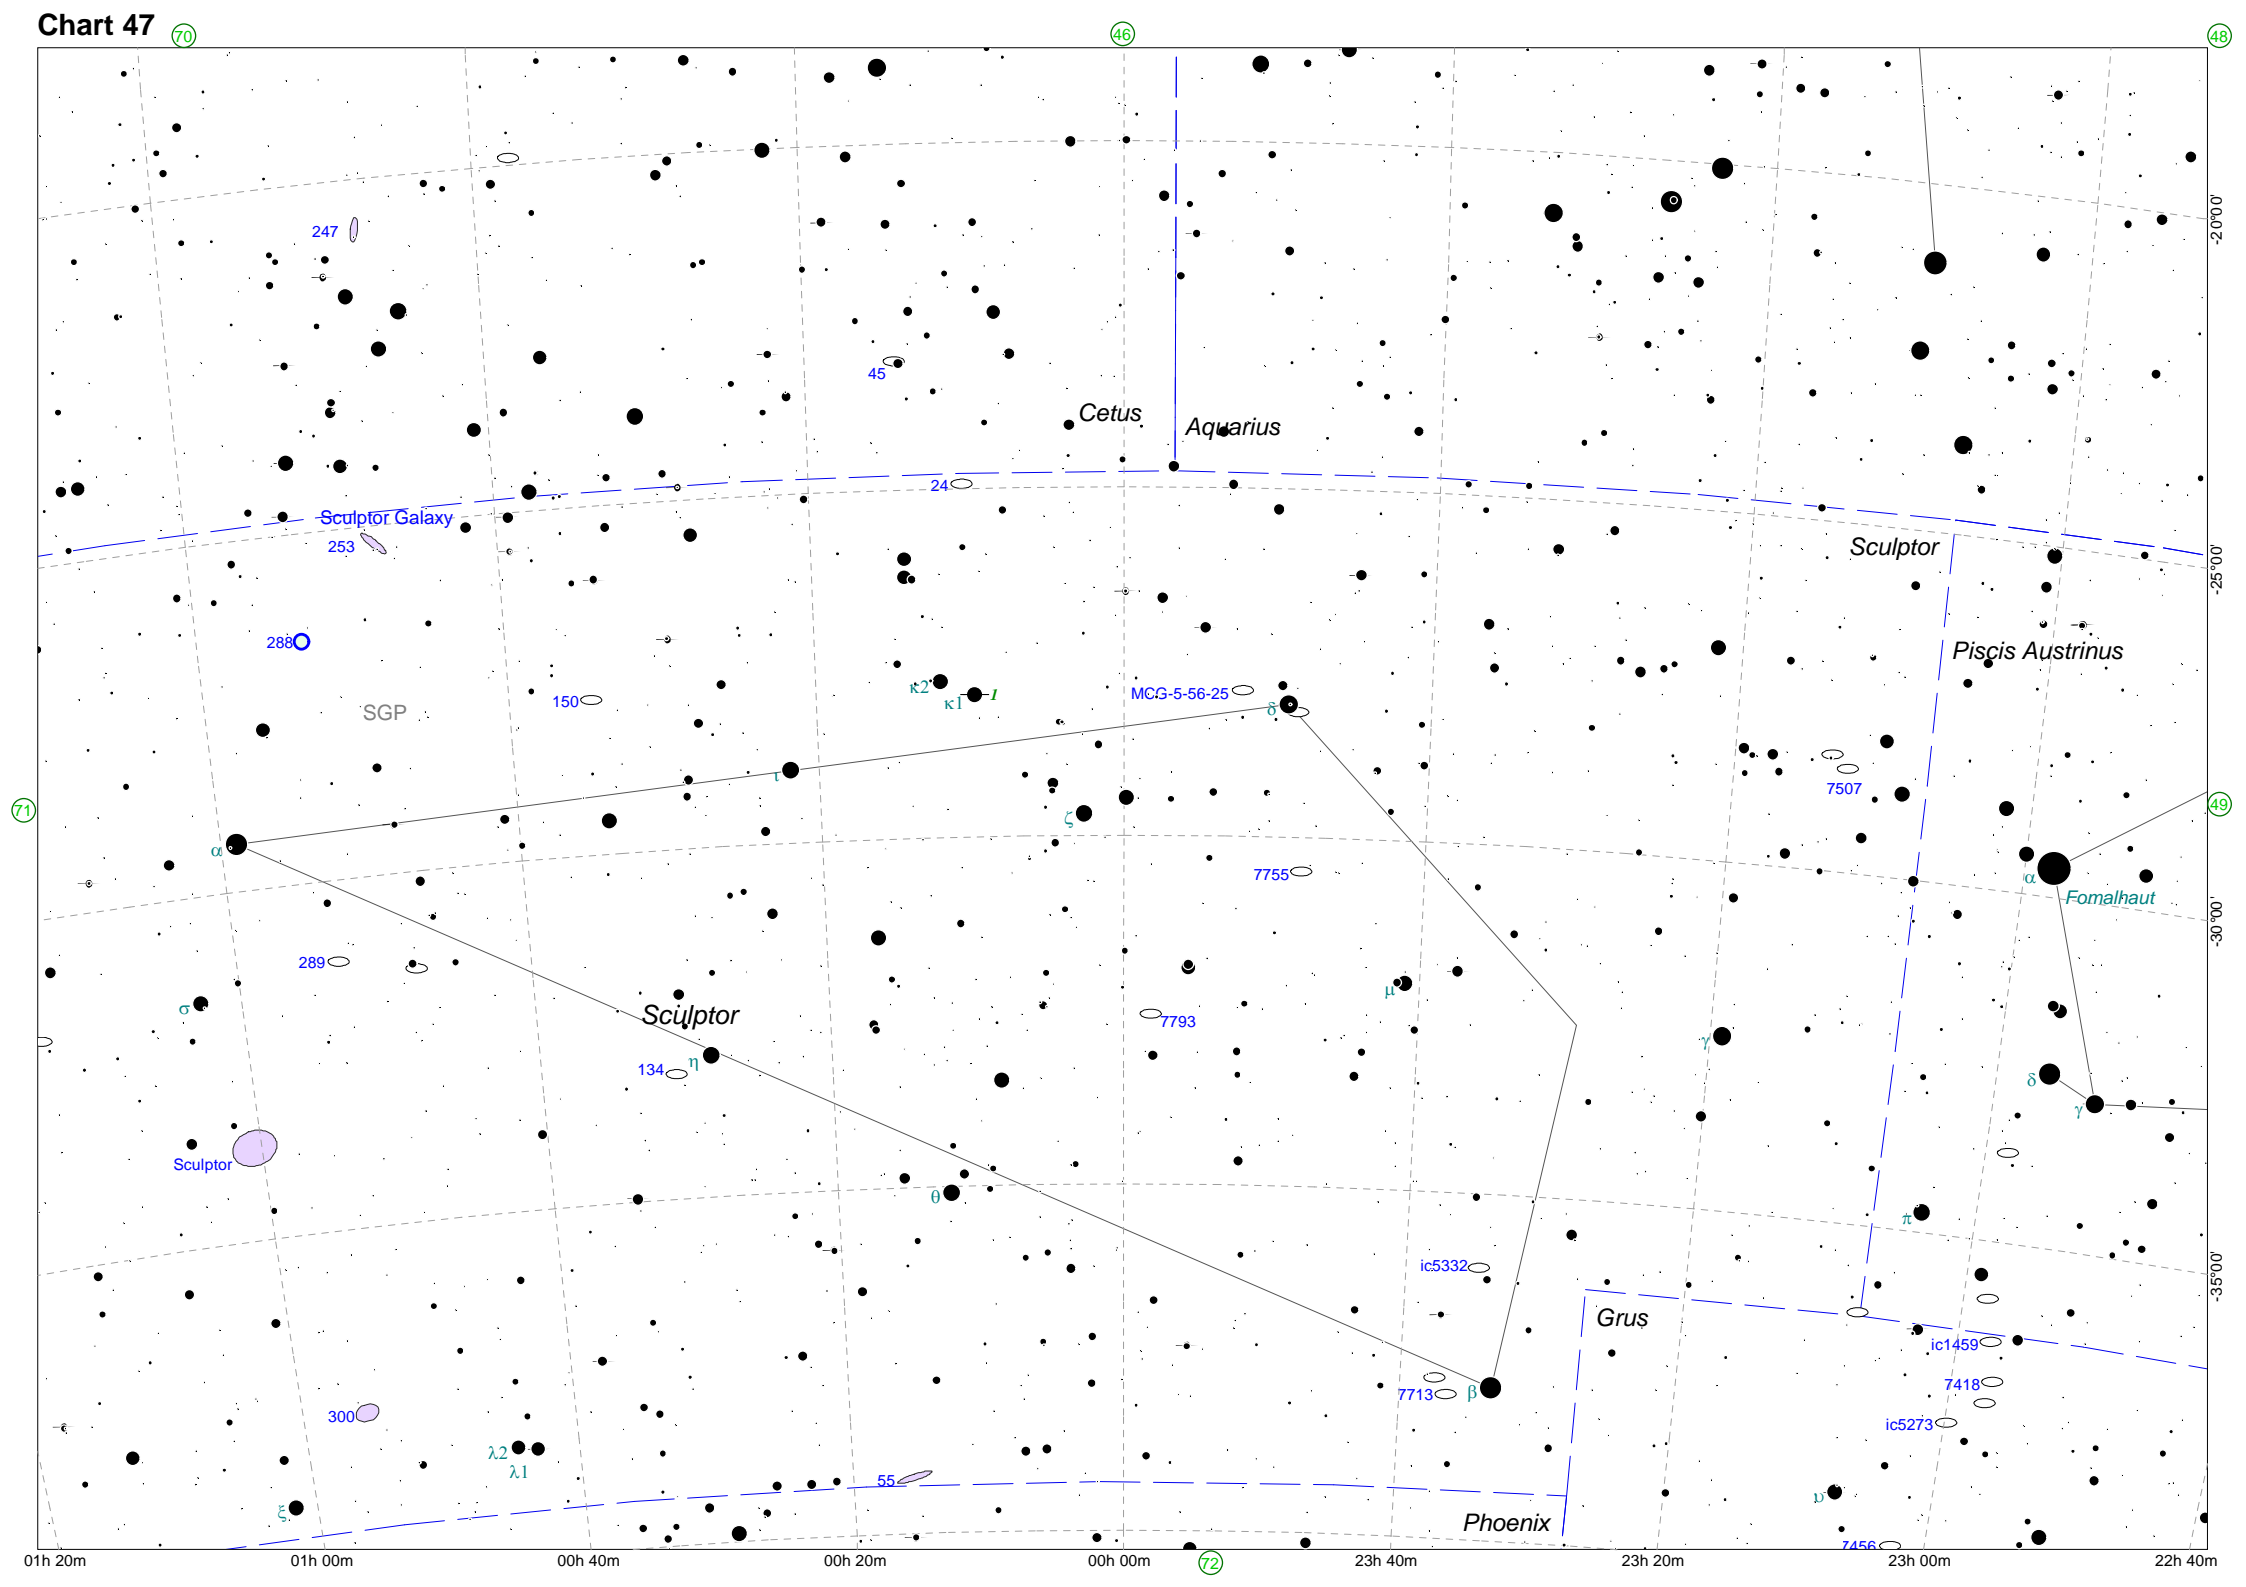 Chart 47
70
46
48
247
45
Cetus
Aquarius
-20°00'
24
Sculptor Galaxy
253
Sculptor
-25°00'
288
Piscis Austrinus
150
κ2
κ1
1
MCG-5-56-25
δ
SGP
τ
ι
7507
71
49
ζ
α
7755
α
Fomalhaut
-30°00'
289
σ
Sculptor
μ
7793
γ
η
134
δ
γ
Sculptor
θ
π
ic5332
-35°00'
Grus
ic1459
7713
β
7418
300
ic5273
λ2
λ1
55
υ
ξ
Phoenix
7456
01h 20m
01h 00m
00h 40m
00h 20m
00h 00m
72
23h 40m
23h 20m
23h 00m
22h 40m